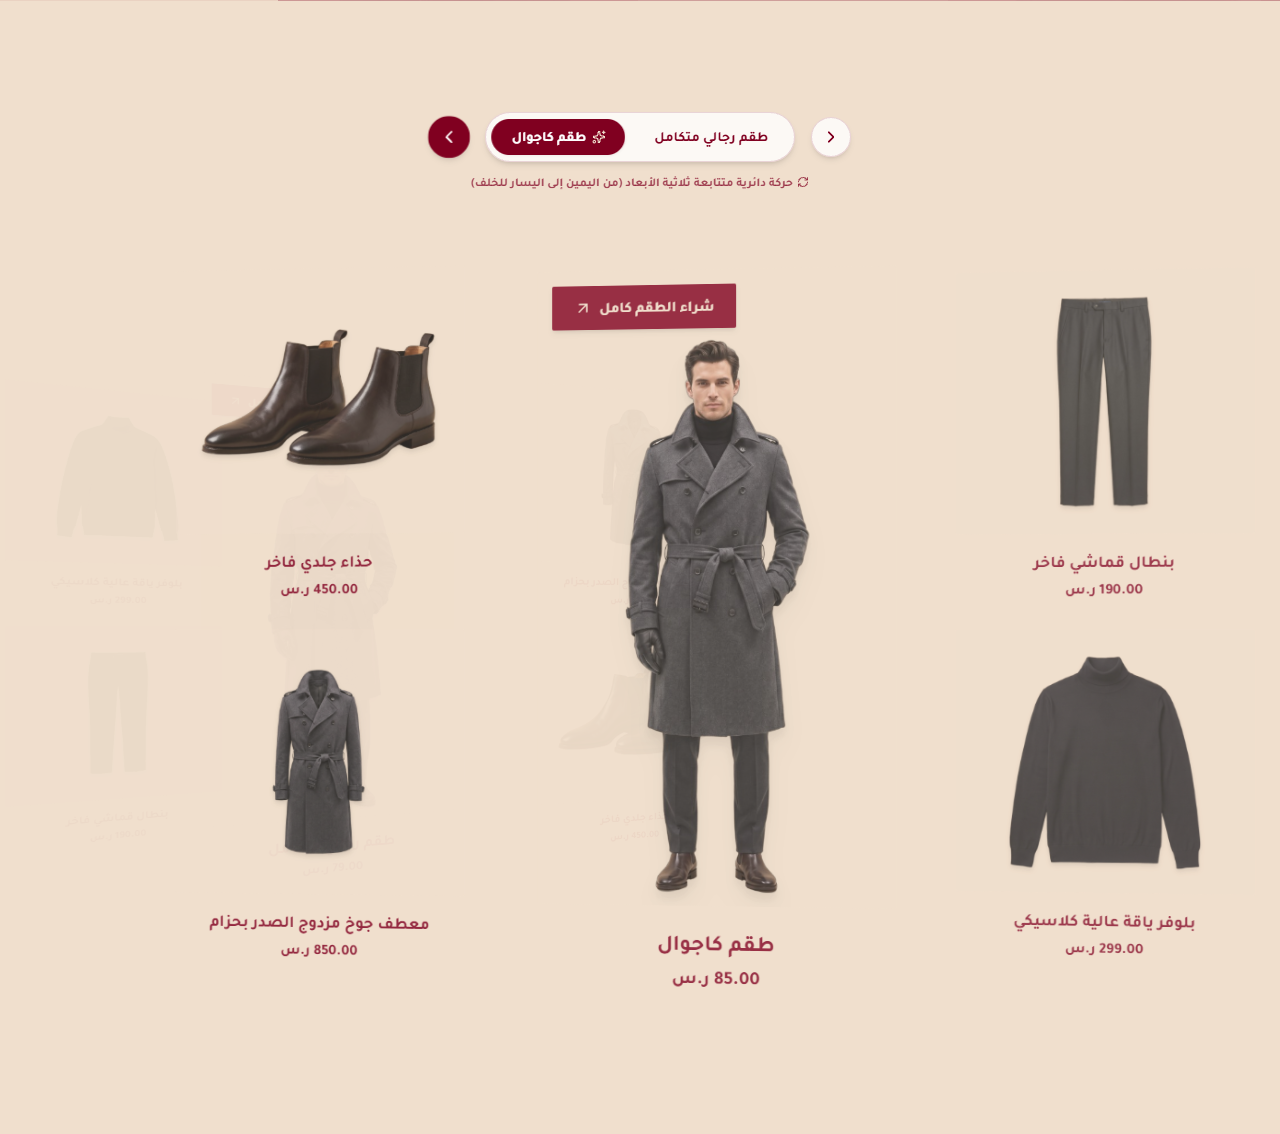 طقم رجالي متكامل
طقم كاجوال
حركة دائرية متتابعة ثلاثية الأبعاد (من اليمين إلى اليسار للخلف)
شراء الطقم كامل
بنطال قماشي فاخر
190.00 ر.س
بلوفر ياقة عالية كلاسيكي
299.00 ر.س
طقم كاجوال
85.00 ر.س
حذاء جلدي فاخر
450.00 ر.س
معطف جوخ مزدوج الصدر بحزام
850.00 ر.س